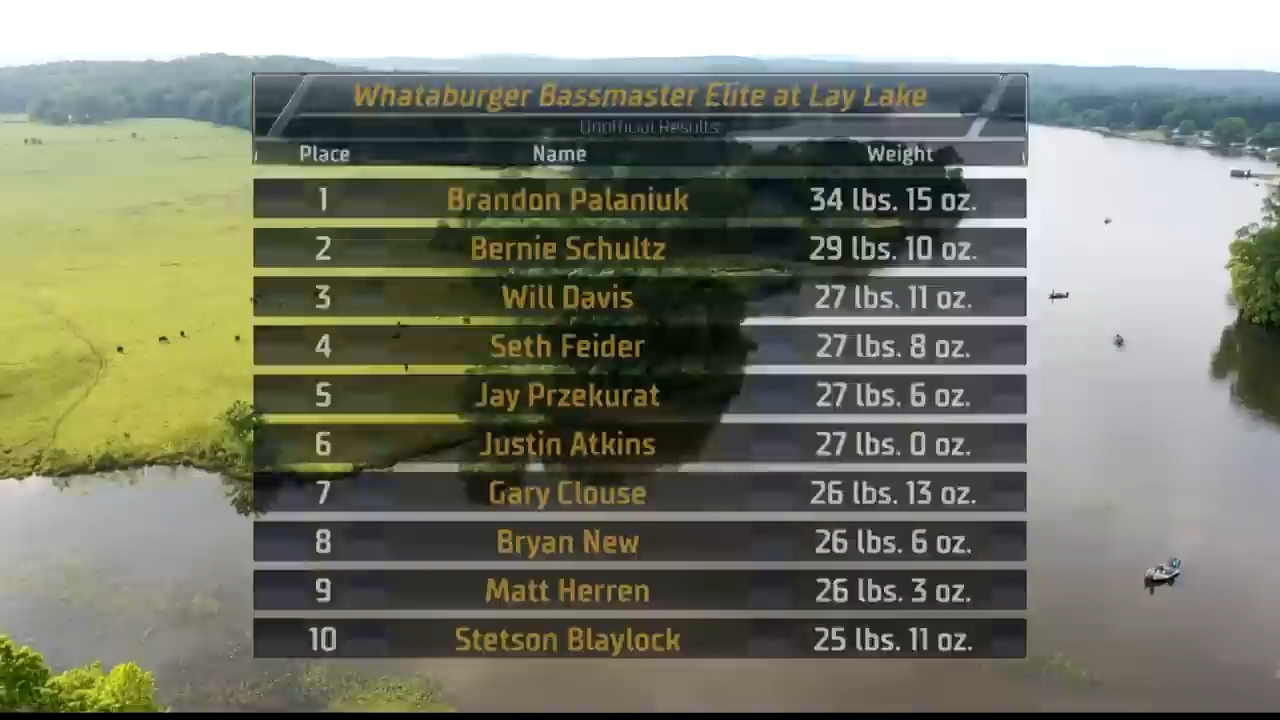 Whataburger Bassmaster Elite at Lay Lake
Unofficial Results
Place Name Weight
1 Brandon Palaniuk 34 lbs. 15 oz.
2 Bernie Schultz 29 lbs. 10 oz.
3 Will Davis 27 lbs. 11 oz.
4 Seth Feider 27 lbs. 8 oz.
5 Jay Przekurat 27 lbs. 6 oz.
6 Justin Atkins 27 lbs. 0 oz.
7 Gary Clouse 26 lbs. 13 oz.
8 Bryan New 26 lbs. 6 oz.
9 Matt Herren 26 lbs. 3 oz.
10 Stetson Blaylock 25 lbs. 11 oz.